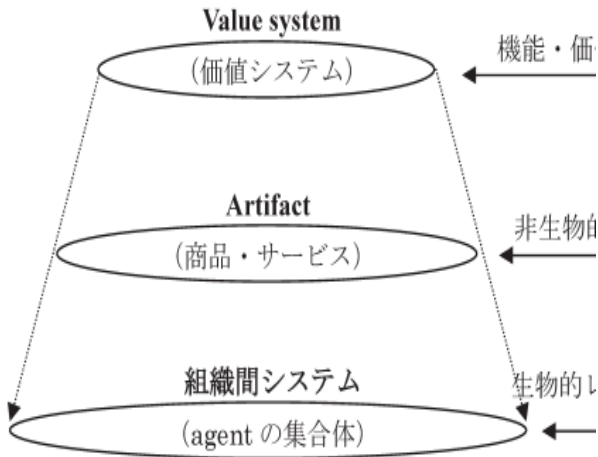 Value system
(価値システム)
機能・価
Artifact
(商品・サービス)
非生物的
組織間システム
生物的レ
(agent の集合体)